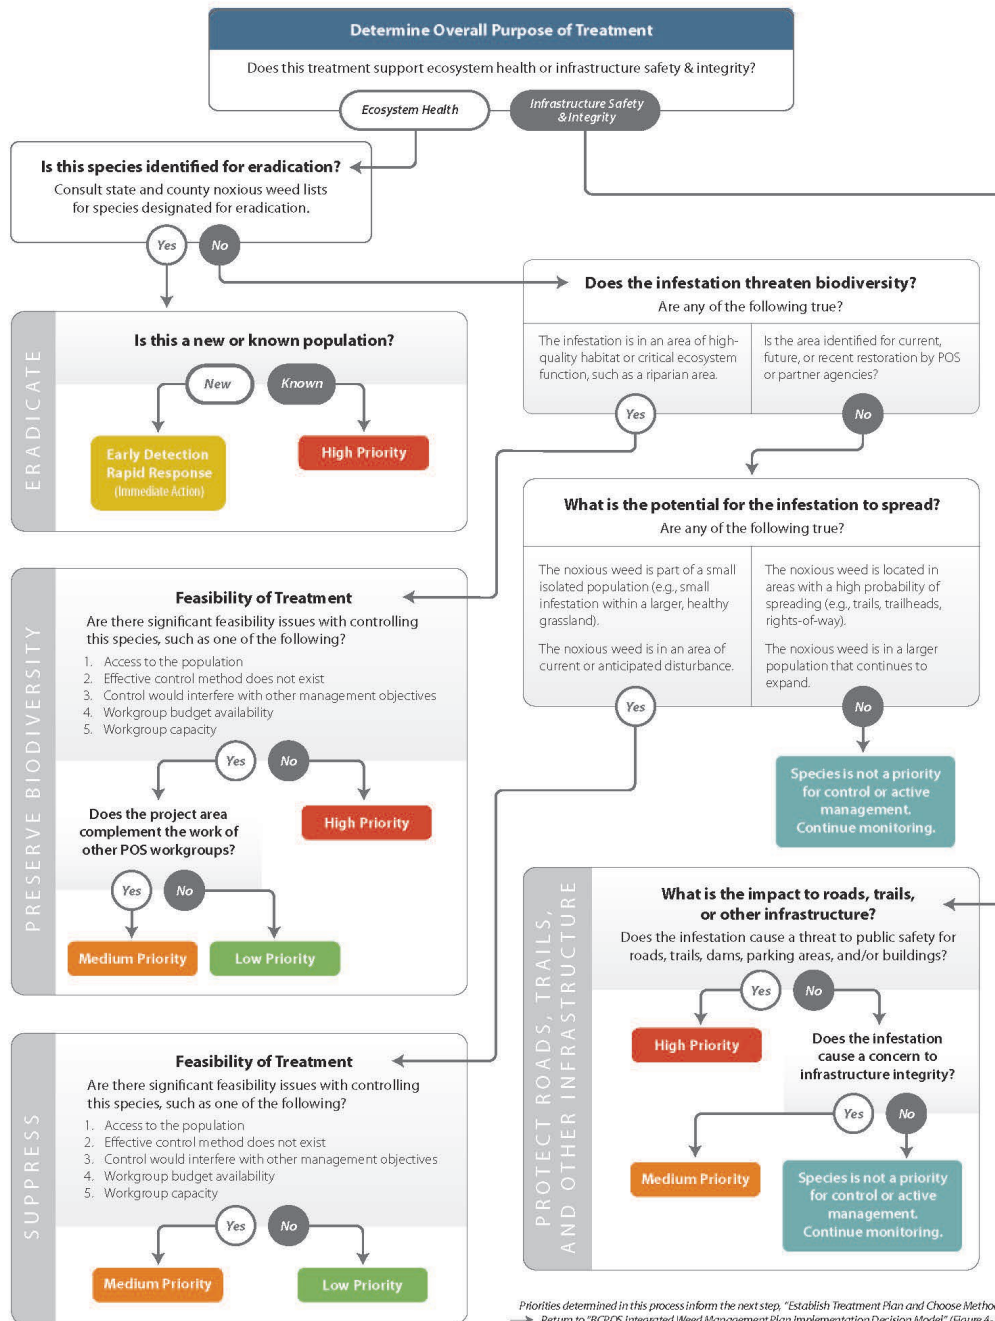 Determine Overall Purpose of Treatment
Does this treatment support ecosystem health or infrastructure safety & integrity?
Ecosystem Health
Infrastructure Safety
& Integrity
Is this species identified for eradication?
Consult state and county noxious weed lists
for species designated for eradication.
Yes
No
ERADICATE
Is this a new or known population?
New
Known
Early Detection
Rapid Response
(Immediate Action)
High Priority
Does the infestation threaten biodiversity?
Are any of the following true?
The infestation is in an area of high-
quality habitat or critical ecosystem
function, such as a riparian area.
Is the area identified for current,
future, or recent restoration by POS
or partner agencies?
Yes
No
What is the potential for the infestation to spread?
Are any of the following true?
The noxious weed is part of a small
isolated population (e.g., small
infestation within a larger, healthy
grassland).
The noxious weed is in an area of
current or anticipated disturbance.
The noxious weed is located in
areas with a high probability of
spreading (e.g., trails, trailheads,
rights-of-way).
The noxious weed is in a larger
population that continues to
expand.
Yes
No
Species is not a priority
for control or active
management.
Continue monitoring.
PRESERVE BIODIVERSITY
Feasibility of Treatment
Are there significant feasibility issues with controlling
this species, such as one of the following?
1. Access to the population
2. Effective control method does not exist
3. Control would interfere with other management objectives
4. Workgroup budget availability
5. Workgroup capacity
Yes
No
Does the project area
complement the work of
other POS workgroups?
High Priority
Yes
No
Medium Priority
Low Priority
SUPPRESS
Feasibility of Treatment
Are there significant feasibility issues with controlling
this species, such as one of the following?
1. Access to the population
2. Effective control method does not exist
3. Control would interfere with other management objectives
4. Workgroup budget availability
5. Workgroup capacity
Yes
No
Medium Priority
Low Priority
PROTECT ROADS, TRAILS,
AND OTHER INFRASTRUCTURE
What is the impact to roads, trails,
or other infrastructure?
Does the infestation cause a threat to public safety for
roads, trails, dams, parking areas, and/or buildings?
Yes
No
High Priority
Does the infestation
cause a concern to
infrastructure integrity?
Yes
No
Medium Priority
Species is not a priority
for control or active
management.
Continue monitoring.
Priorities determined in this process inform the next step, "Establish Treatment Plan and Choose Method
Return to "BCPOS Integrated Weed Management Plan Implementation Decision Model" (Figure 4-